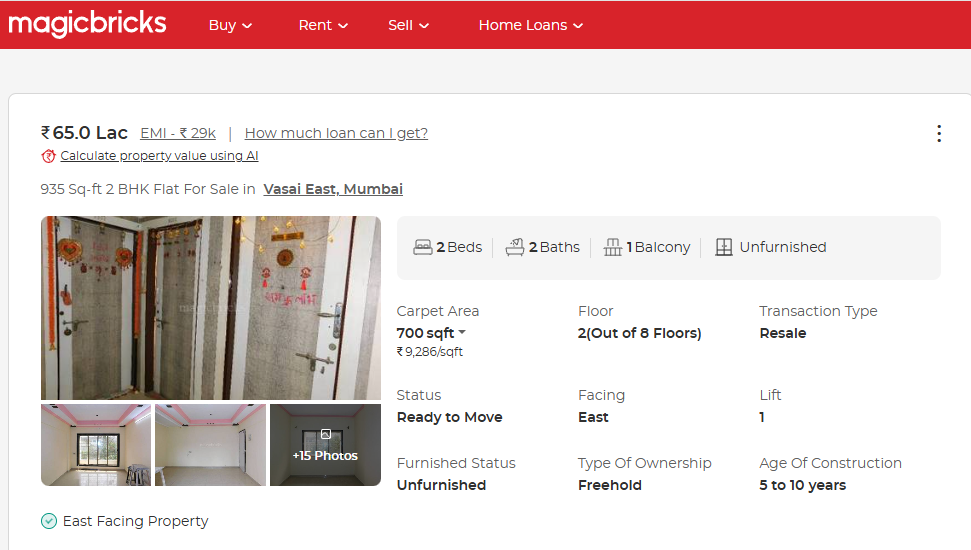 magicbricks
Buy Rent Sell Home Loans
₹65.0 Lac EMI - ₹ 29k | How much loan can I get?
Calculate property value using AI
935 Sq-ft 2 BHK Flat For Sale in Vasai East, Mumbai
2 Beds 2 Baths 1 Balcony Unfurnished
magicbricks
शुभ लाभ
Carpet Area Floor Transaction Type
700 sqft 2(Out of 8 Floors) Resale
₹ 9,286/sqft
Status Facing Lift
Ready to Move East 1
+15 Photos
Furnished Status Type Of Ownership Age Of Construction
Unfurnished Freehold 5 to 10 years
East Facing Property